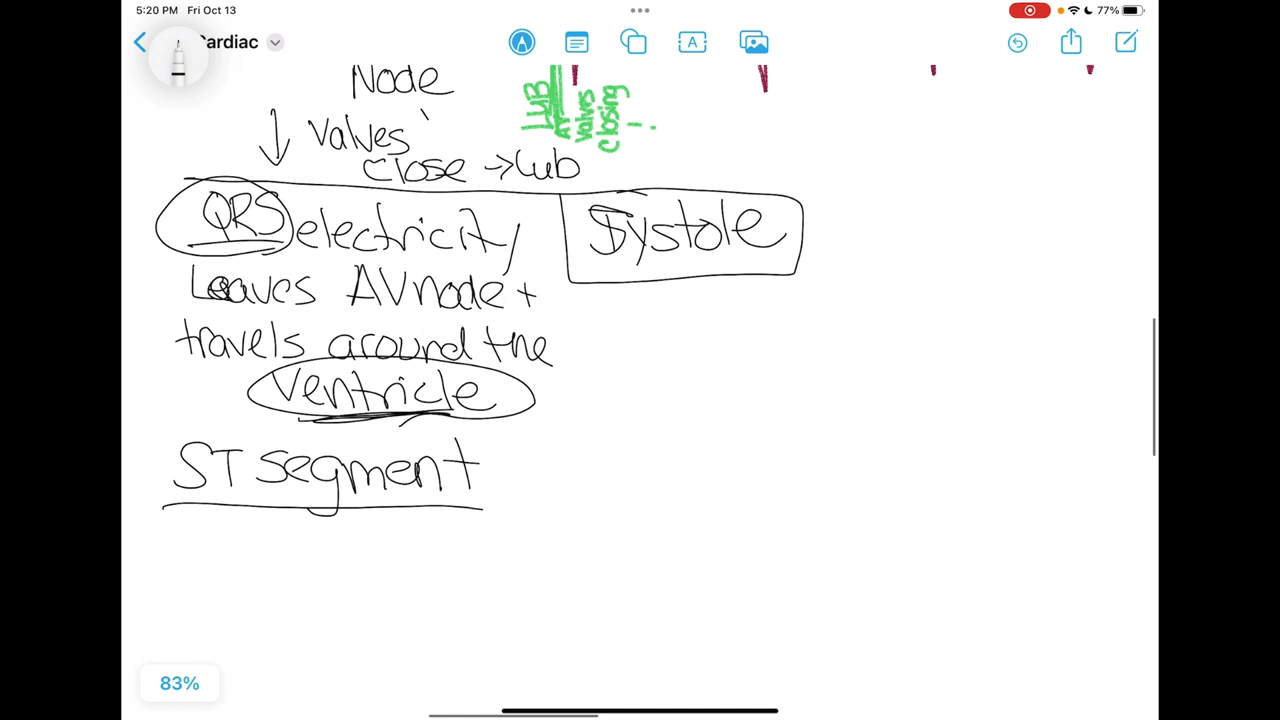 5:20 PM Fri Oct 13
77%
Cardiac
Node
Valves
close → Lub
LUB
AV
valves
closing
QRS electricity
Leaves AV node +
travels around the
ventricle
Systole
ST segment
83%